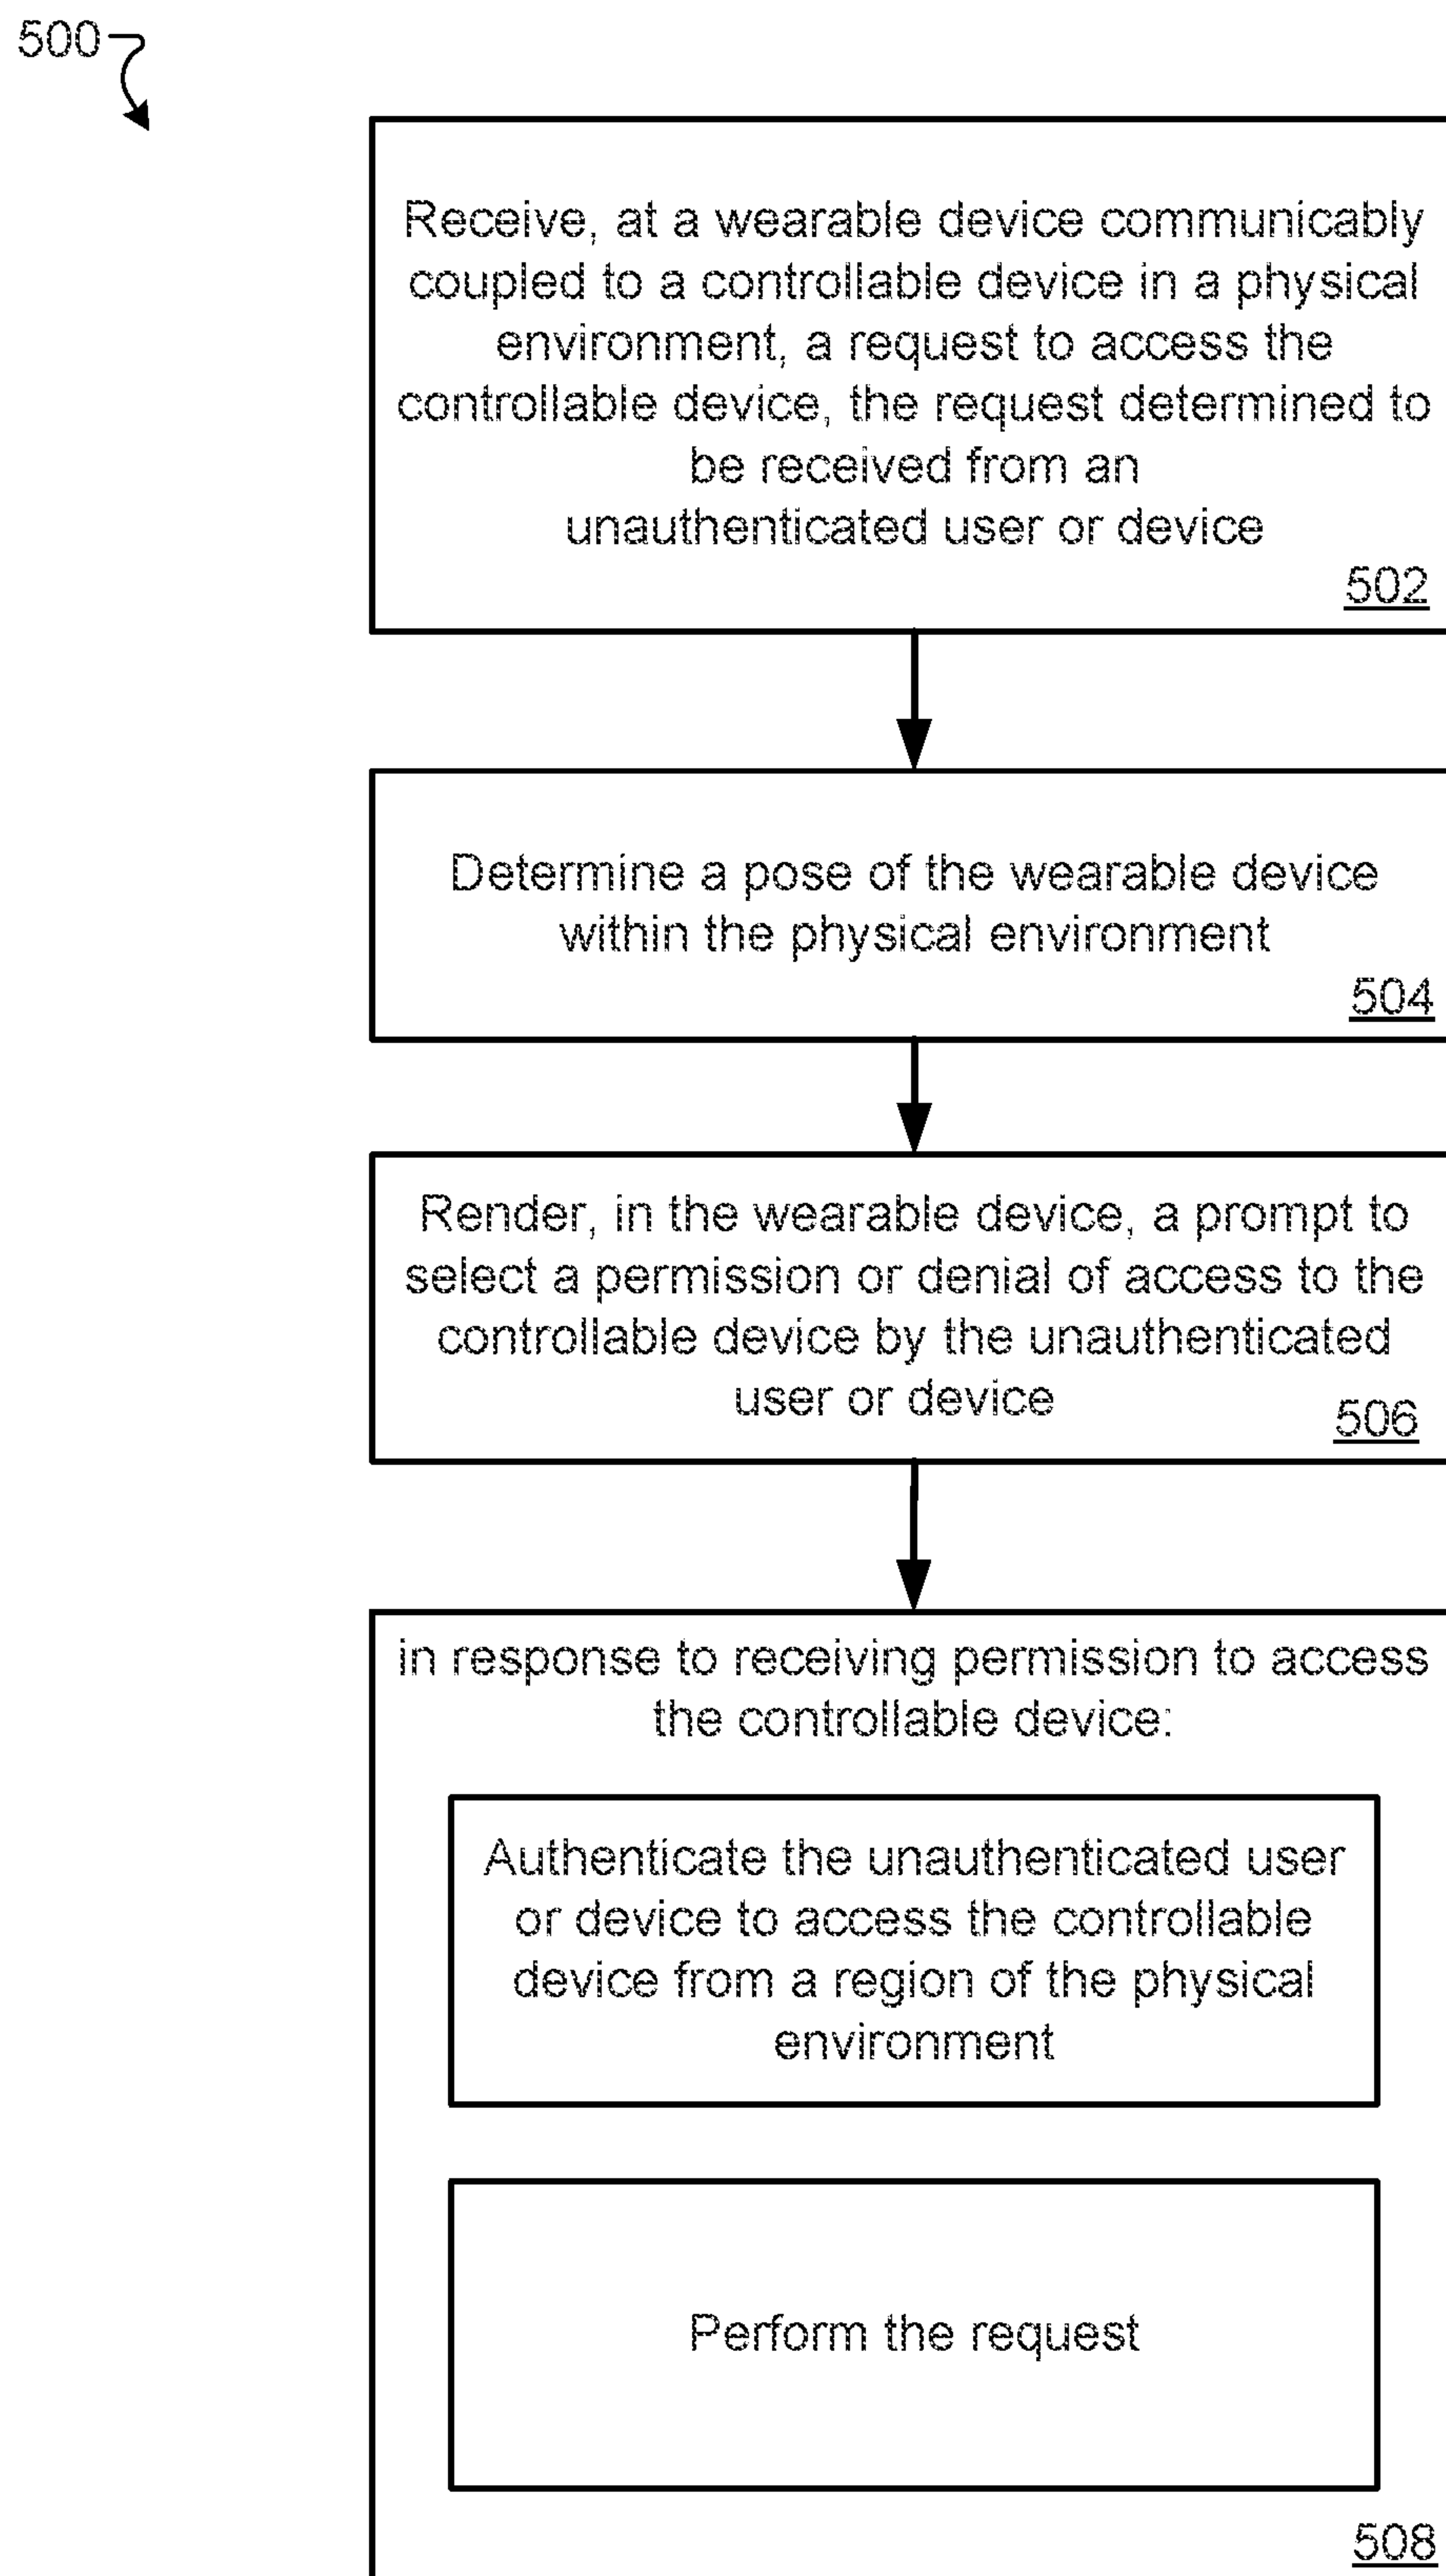 500
Receive, at a wearable device communicably
coupled to a controllable device in a physical
environment, a request to access the
controllable device, the request determined to
be received from an
unauthenticated user or device
502
Determine a pose of the wearable device
within the physical environment
504
Render, in the wearable device, a prompt to
select a permission or denial of access to the
controllable device by the unauthenticated
user or device
506
in response to receiving permission to access
the controllable device:
Authenticate the unauthenticated user
or device to access the controllable
device from a region of the physical
environment
Perform the request
508